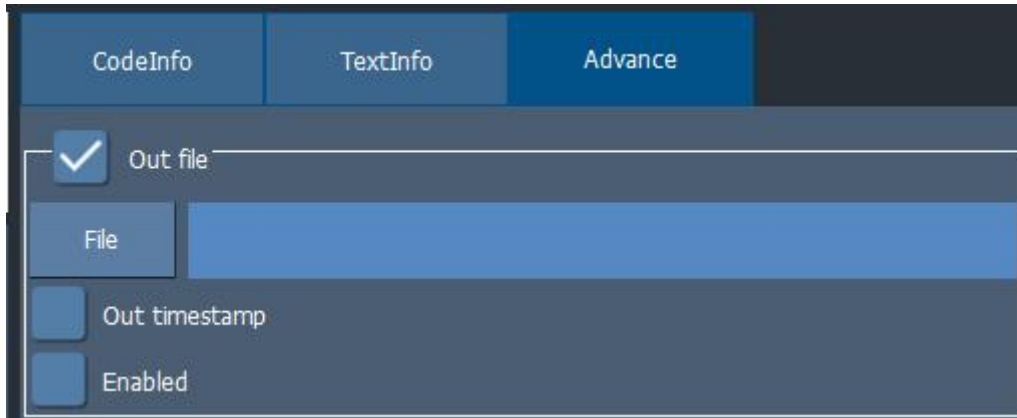 CodeInfo TextInfo Advance
Out file
File
Out timestamp
Enabled